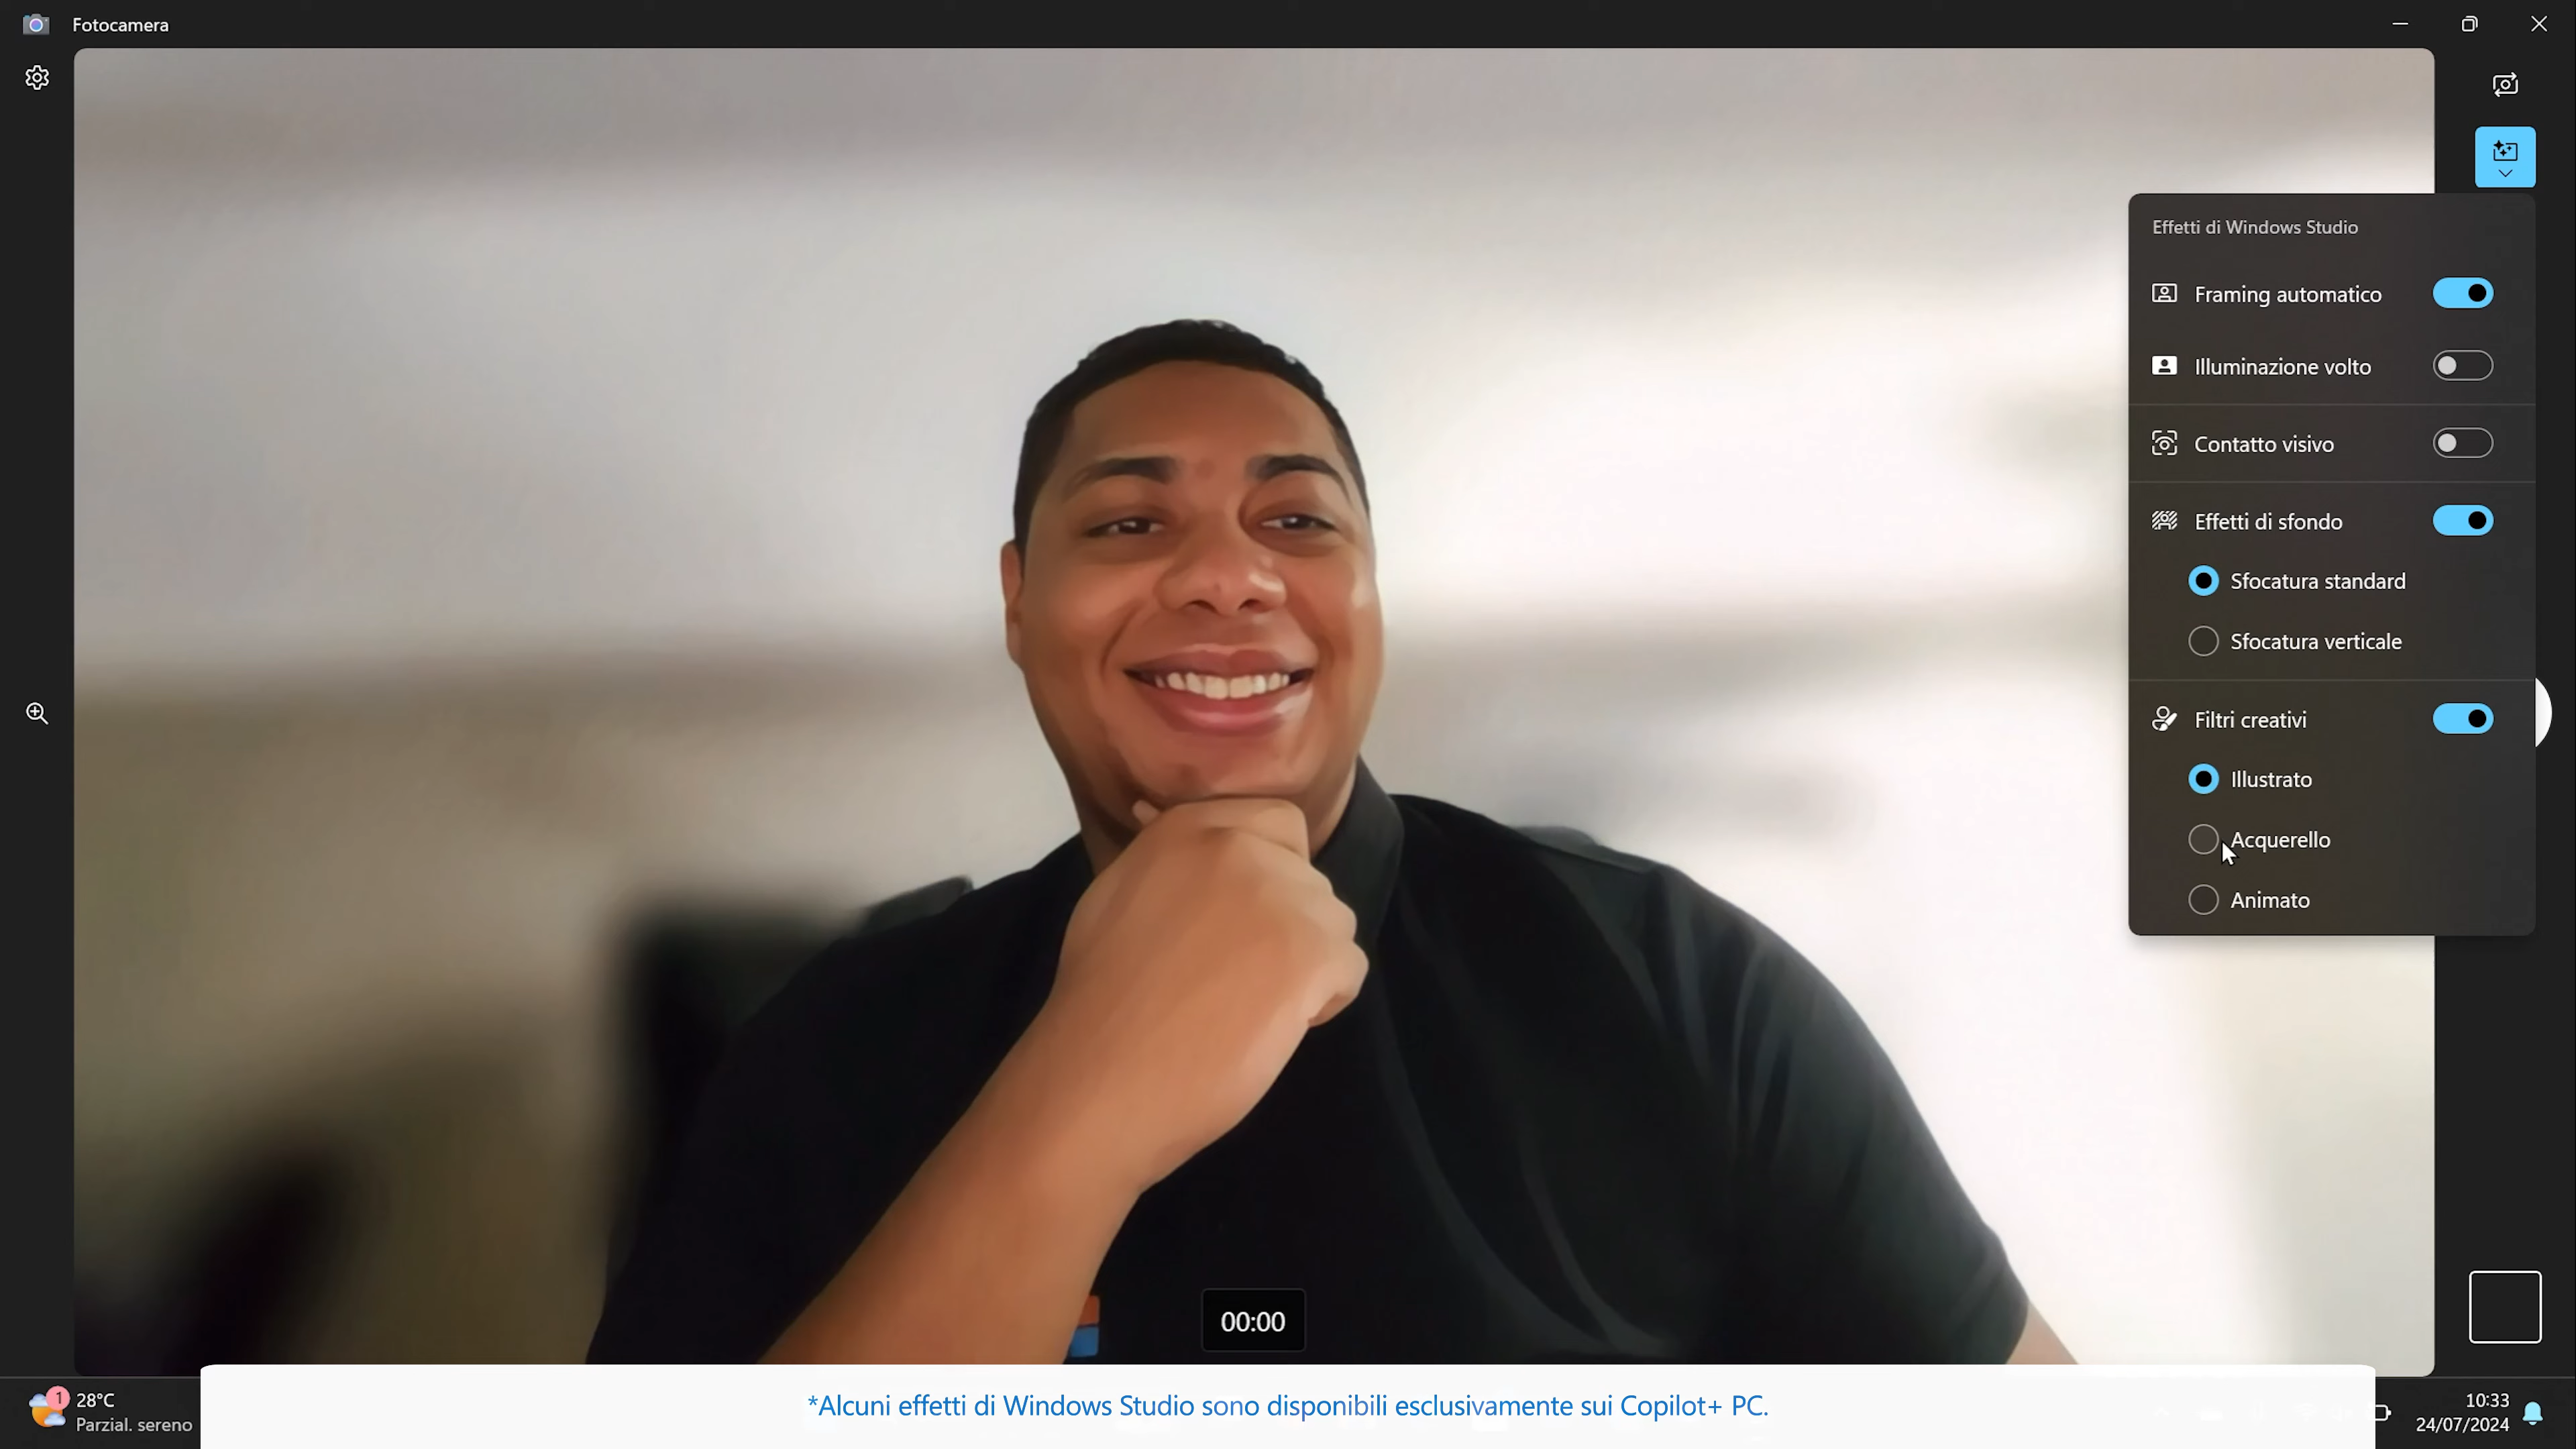 Fotocamera
Effetti di Windows Studio
Framing automatico
Illuminazione volto
Contatto visivo
Effetti di sfondo
Sfocatura standard
Sfocatura verticale
Filtri creativi
Illustrato
Acquerello
Animato
00:00
1
28°C
Parzial. sereno
*Alcuni effetti di Windows Studio sono disponibili esclusivamente sui Copilot+ PC.
10:33
24/07/2024